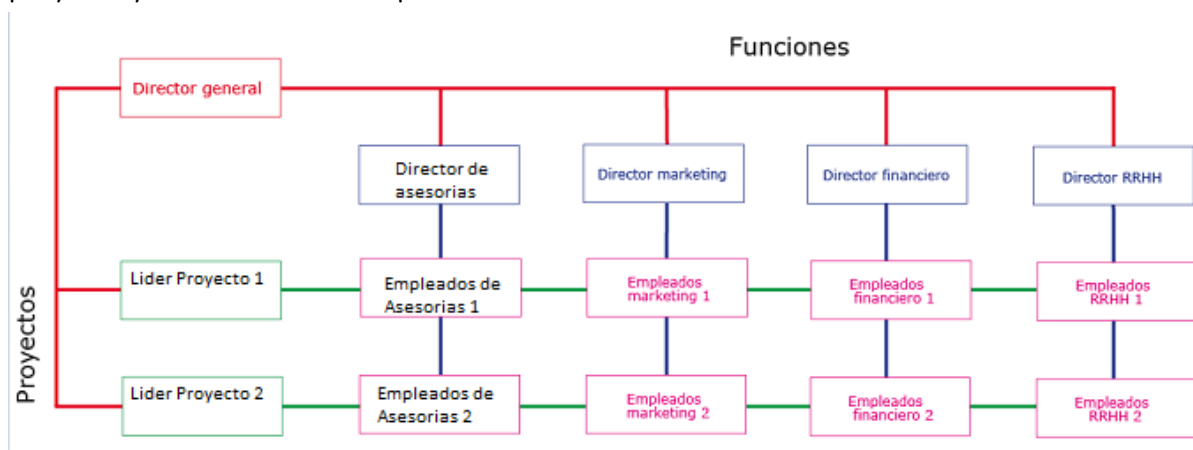 Funciones
Director general
Director de
asesorias
Director marketing
Director financiero
Director RRHH
Proyectos
Lider Proyecto 1
Empleados de
Asesorias 1
Empleados
marketing 1
Empleados
financiero 1
Empleados
RRHH 1
Lider Proyecto 2
Empleados de
Asesorias 2
Empleados
marketing 2
Empleados
financiero 2
Empleados
RRHH 2